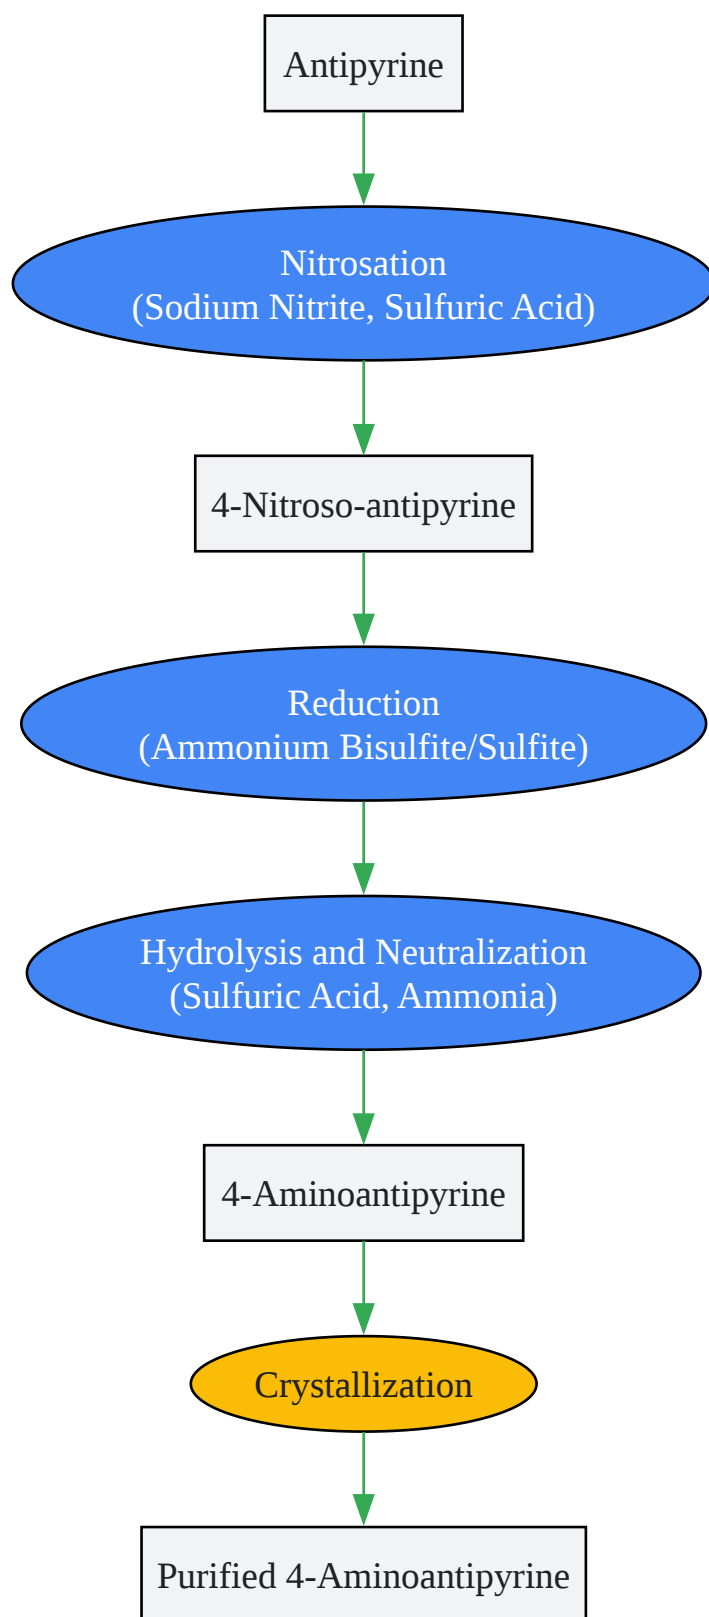 Antipyrine
Nitrosation
(Sodium Nitrite, Sulfuric Acid)
4-Nitroso-antipyrine
Reduction
(Ammonium Bisulfite/Sulfite)
Hydrolysis and Neutralization
(Sulfuric Acid, Ammonia)
4-Aminoantipyrine
Crystallization
Purified 4-Aminoantipyrine